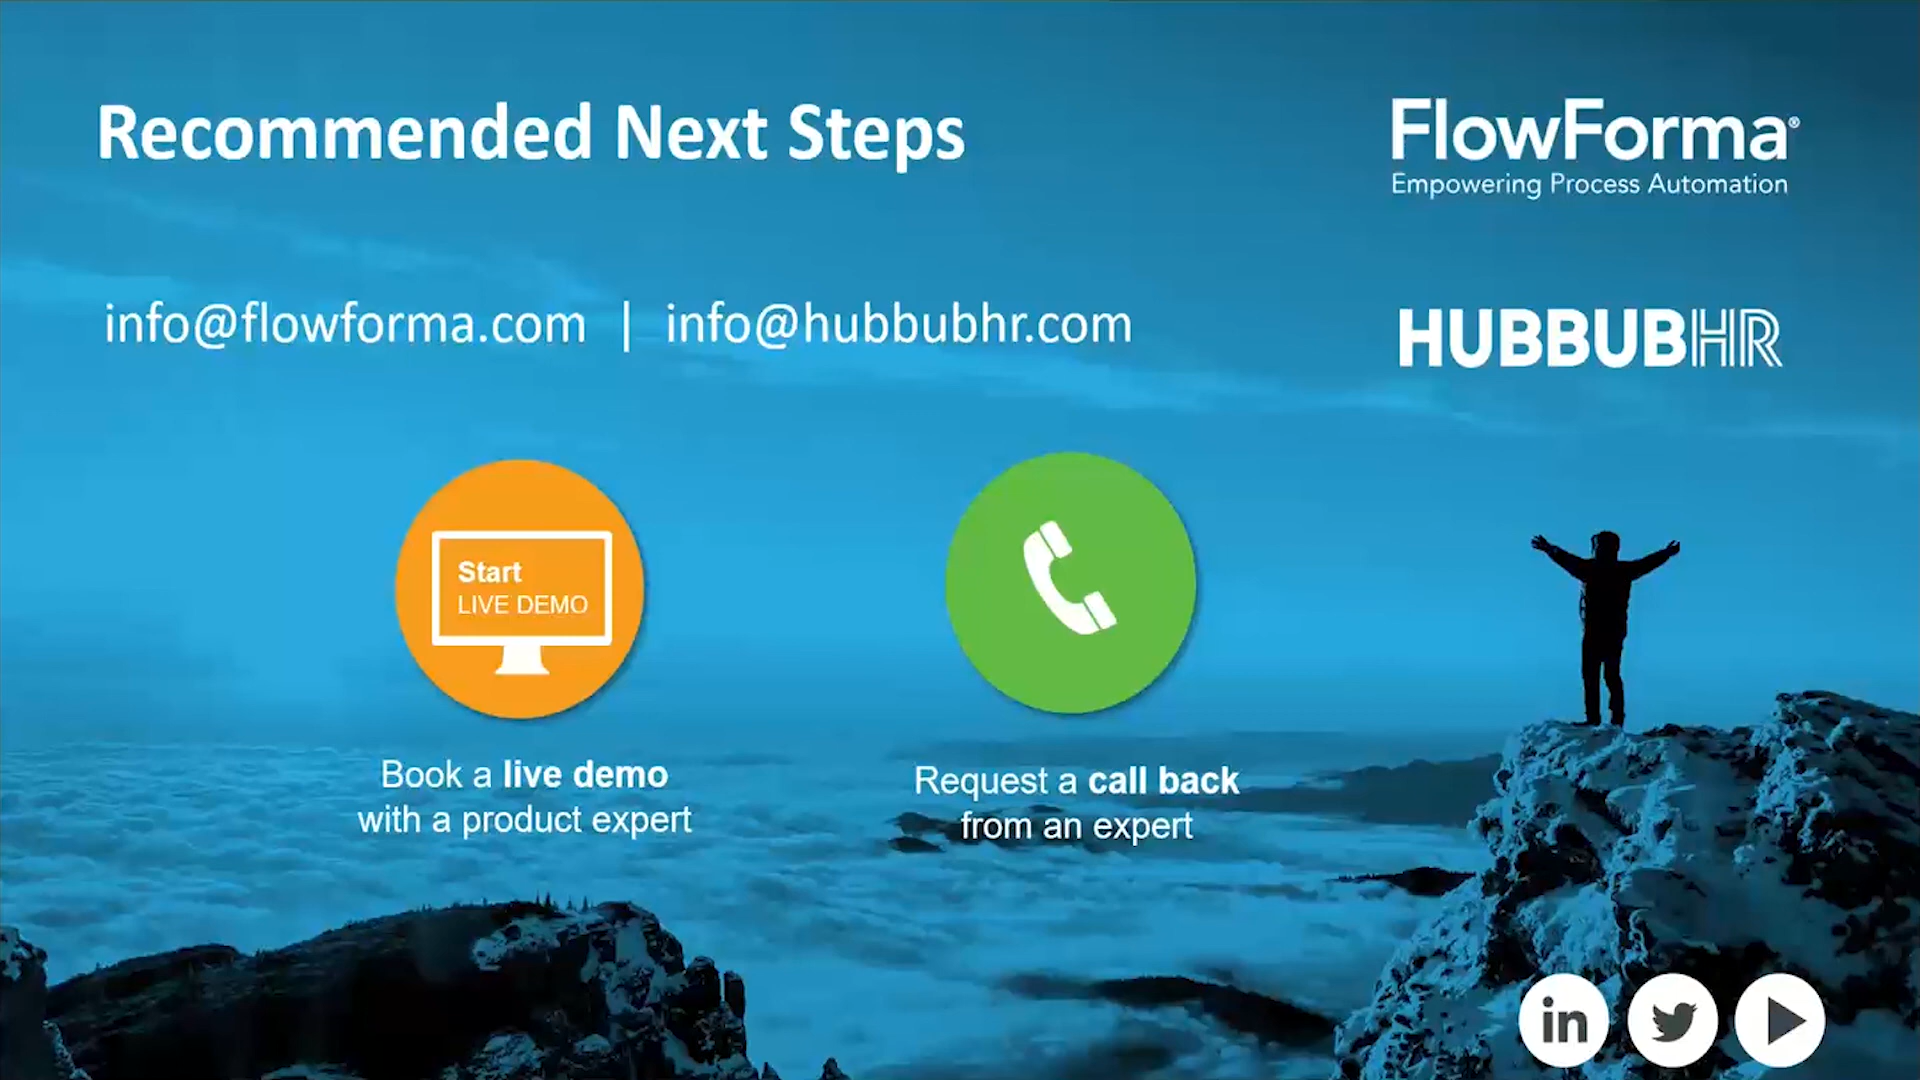 Recommended Next Steps
FlowForma®
Empowering Process Automation
info@flowforma.com | info@hubbubhr.com
HUBBUBHR
Start
LIVE DEMO
Book a live demo
with a product expert
Request a call back
from an expert
in